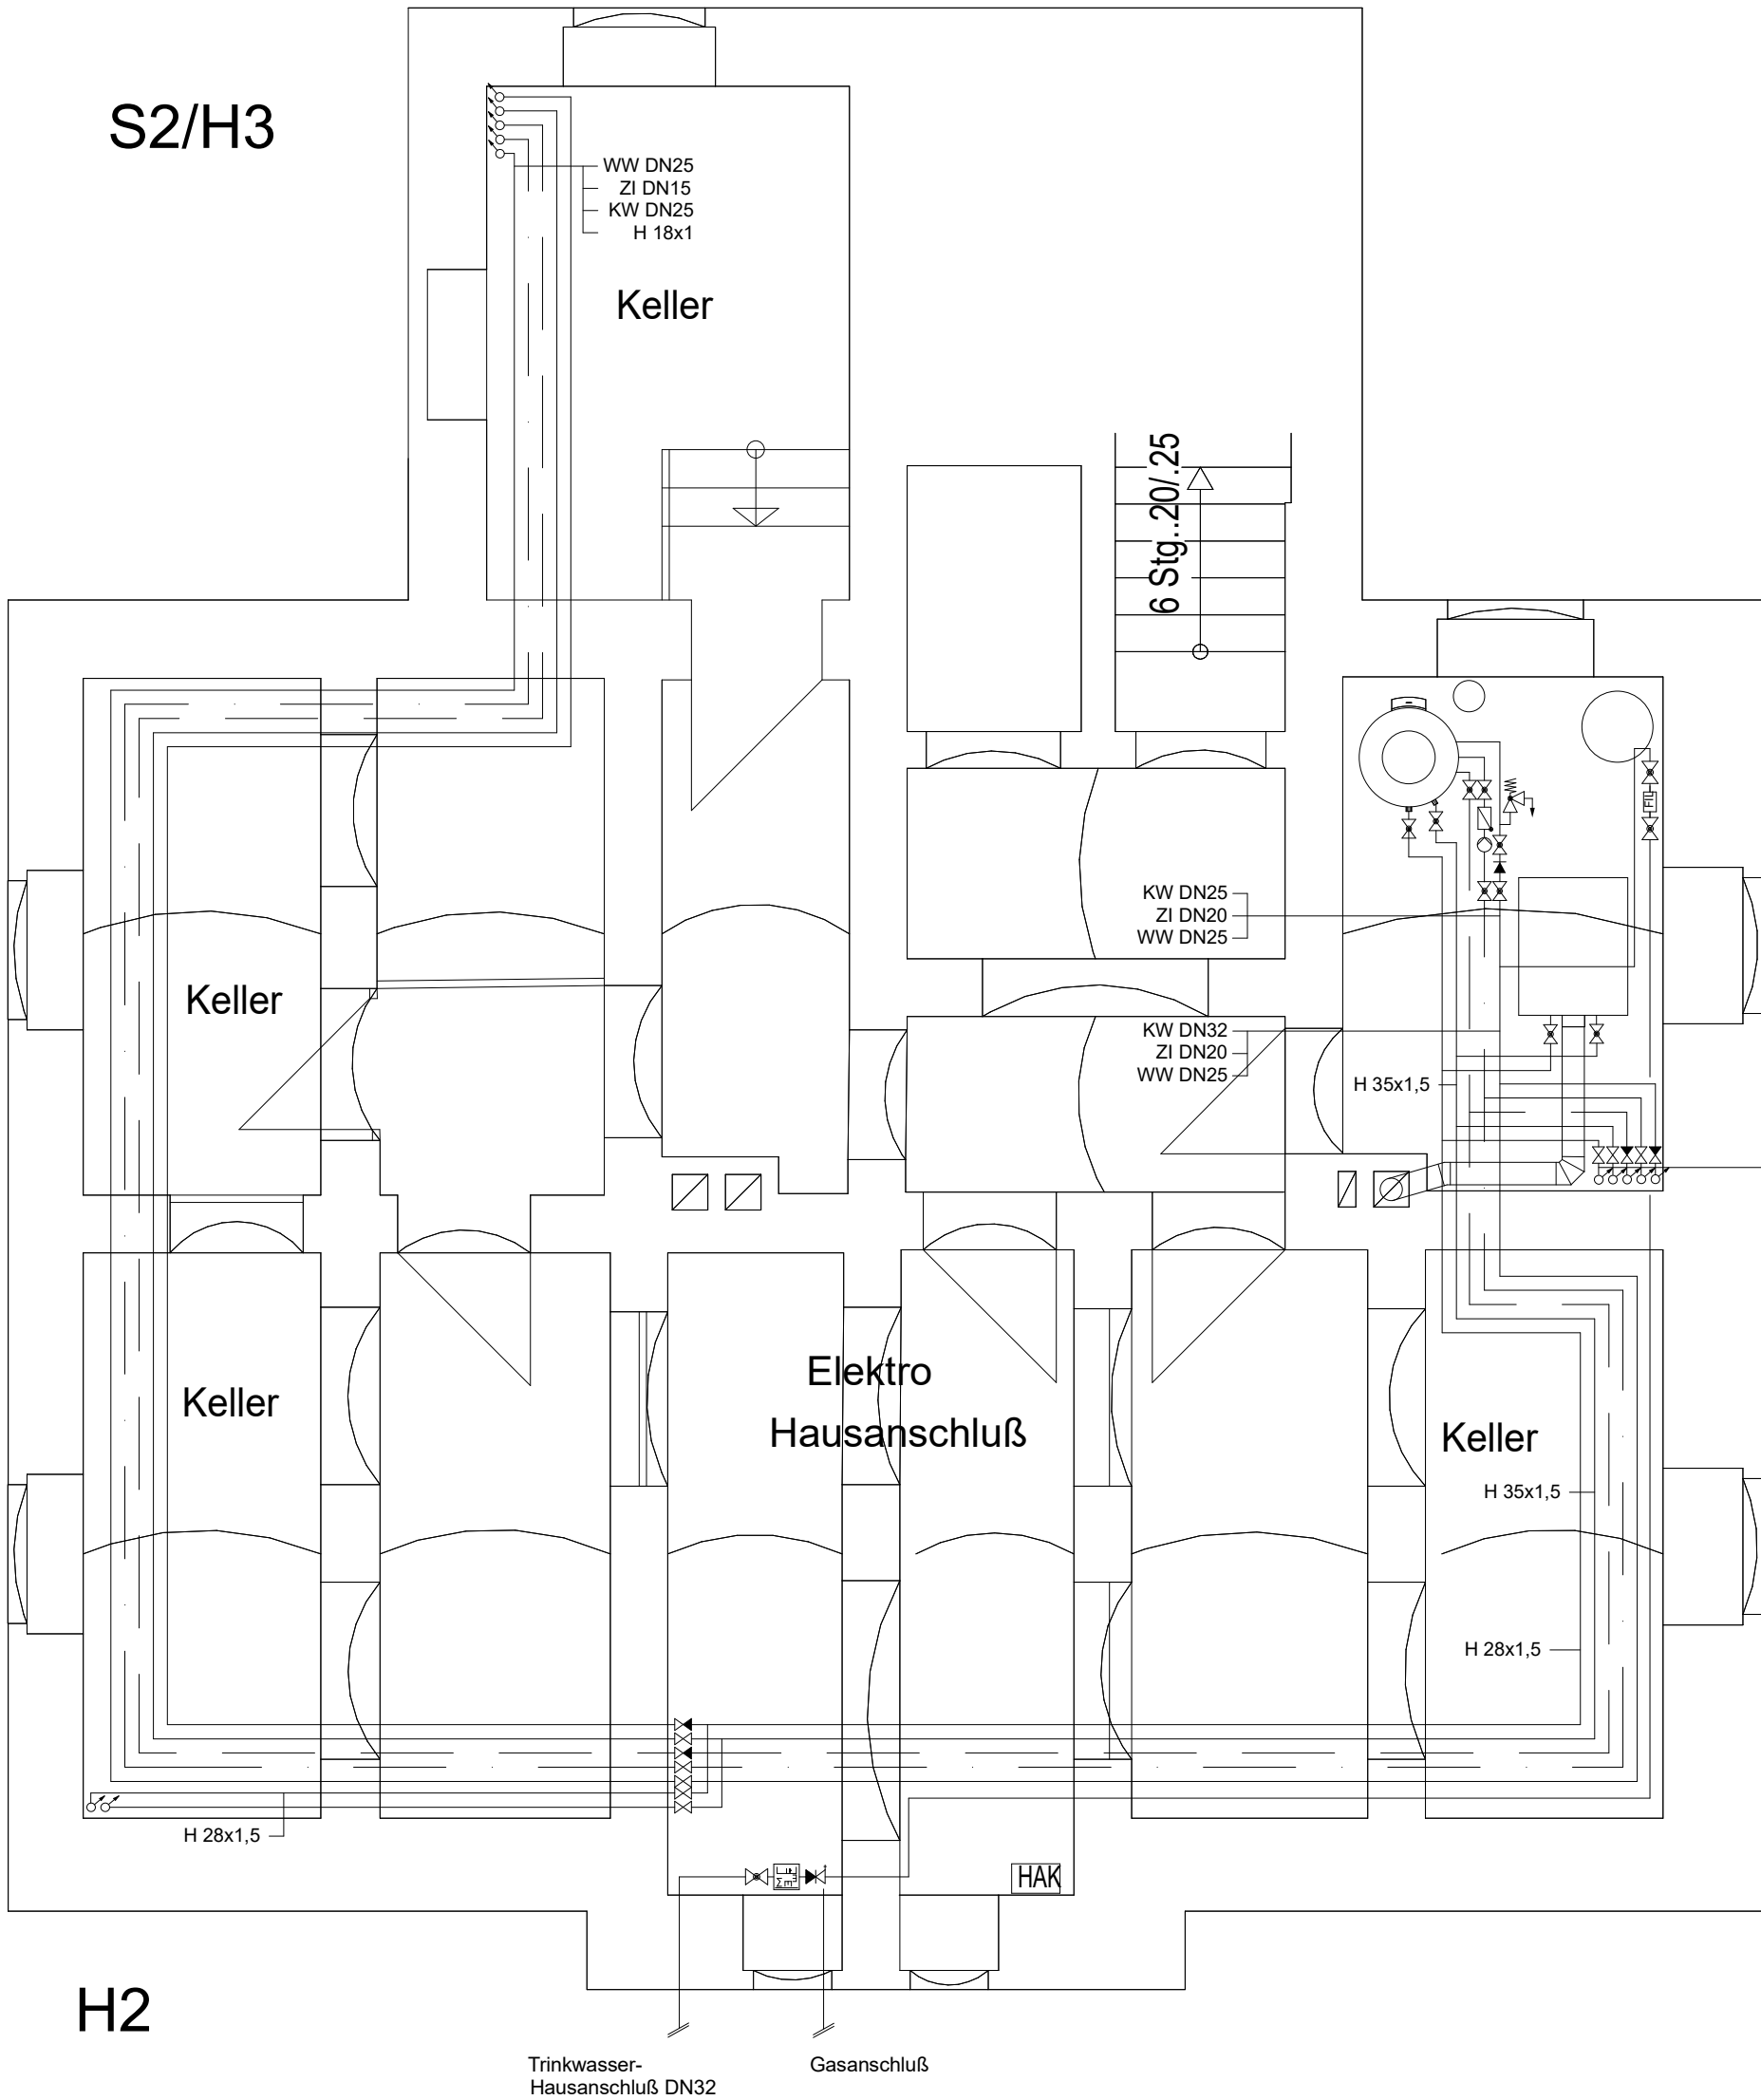 S2/H3
WW DN25
ZI DN15
KW DN25
H 18x1
Keller
6 Stg..20/.25
FIL
KW DN25
ZI DN20
WW DN25
Keller
KW DN32
ZI DN20
WW DN25
H 35x1,5
Elektro
Hausanschluß
Keller
Keller
H 35x1,5
H 28x1,5
H 28x1,5
HAK
H2
Trinkwasser-
Hausanschluß DN32
Gasanschluß